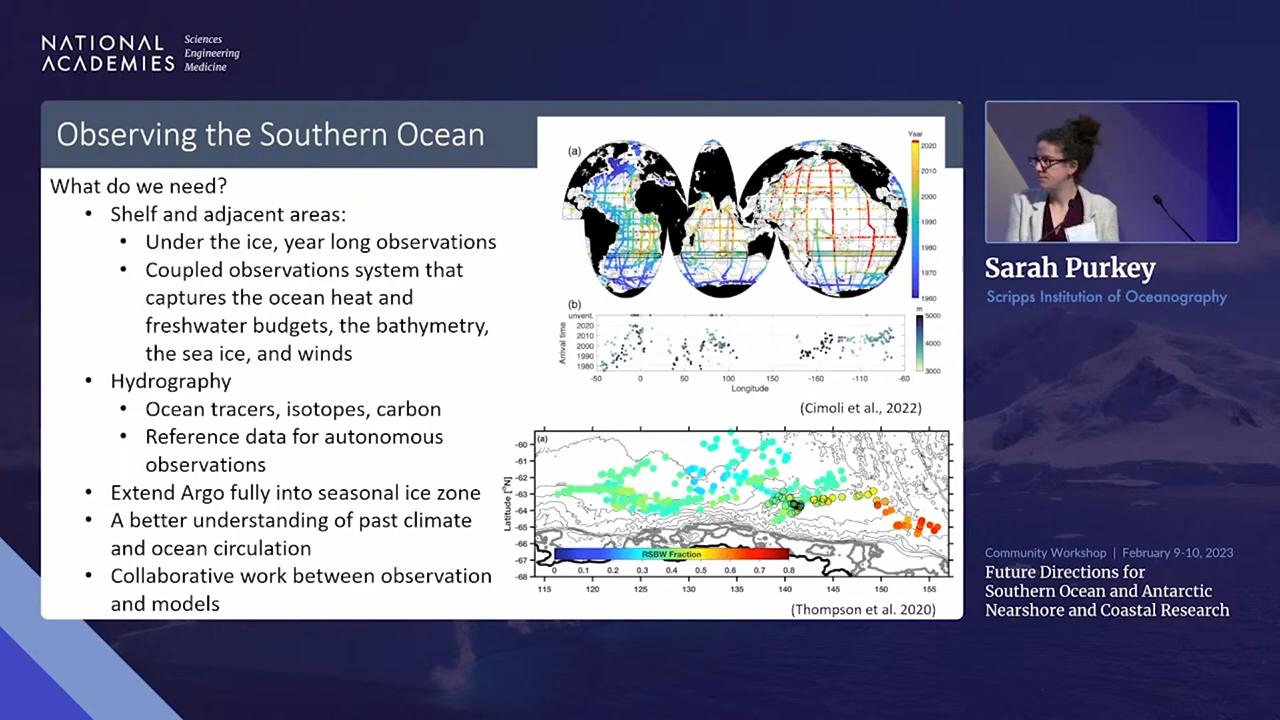 NATIONAL
ACADEMIES
Sciences
Engineering
Medicine
Observing the Southern Ocean
What do we need?
• Shelf and adjacent areas:
• Under the ice, year long observations
• Coupled observations system that
captures the ocean heat and
freshwater budgets, the bathymetry,
the sea ice, and winds
• Hydrography
• Ocean tracers, isotopes, carbon
• Reference data for autonomous
observations
• Extend Argo fully into seasonal ice zone
• A better understanding of past climate
and ocean circulation
• Collaborative work between observation
and models
(a)
Year
2020
2010
2000
1990
1980
1970
1960
(b)
unvent.
2020
2010
2000
1990
1980
Arrival time
-50 0 50 100 150 -160 -110 -60
Longitude
m
5000
4000
3000
(Cimoli et al., 2022)
(a)
-60
-61
-62
-63
-64
-65
-66
-67
-68
Latitude [°N]
RSBW Fraction
0 0.1 0.2 0.3 0.4 0.5 0.6 0.7 0.8
115 120 125 130 135 140 145 150 155
(Thompson et al. 2020)
Sarah Purkey
Scripps Institution of Oceanography
Community Workshop | February 9-10, 2023
Future Directions for
Southern Ocean and Antarctic
Nearshore and Coastal Research